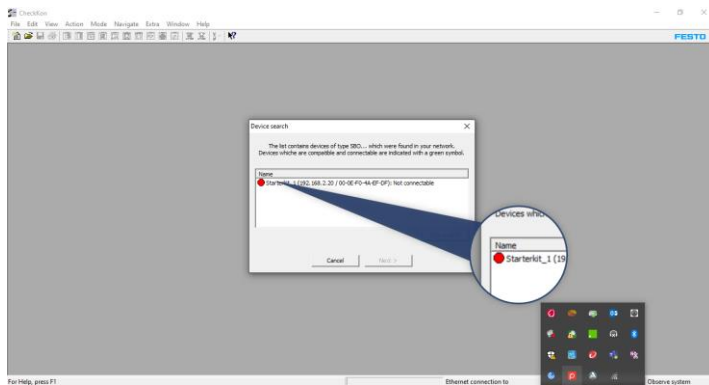 CheckKon
File Edit View Action Mode Navigate Extra Window Help
FESTO
Device search
The list contains devices of type SBO... which were found in your network.
Devices whiche are compatible and connectable are indicated with a green symbol.
Name
Starterkit_1 (192.168.2.20 / 00-0E-F0-4A-EF-DF): Not connectable
Devices whic
Name
Starterkit_1 (19
Cancel Next >
For Help, press F1
Ethernet connection to
Observe system